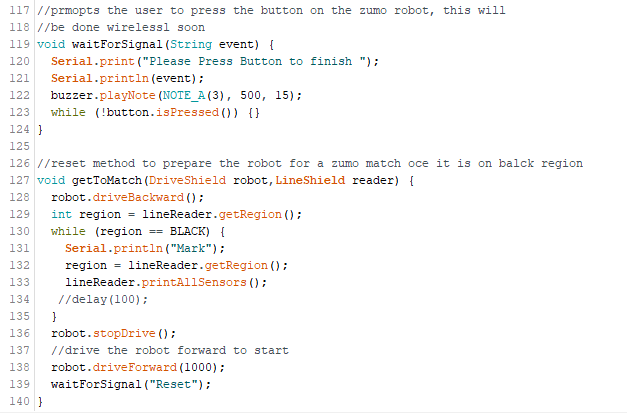 117 //prmopts the user to press the button on the zumo robot, this will
118 //be done wirelessl soon
119 void waitForSignal(String event) {
120   Serial.print("Please Press Button to finish ");
121   Serial.println(event);
122   buzzer.playNote(NOTE_A(3), 500, 15);
123   while (!button.isPressed()) {}
124 }
125
126 //reset method to prepare the robot for a zumo match oce it is on balck region
127 void getToMatch(DriveShield robot,LineShield reader) {
128   robot.driveBackward();
129   int region = lineReader.getRegion();
130   while (region == BLACK) {
131     Serial.println("Mark");
132     region = lineReader.getRegion();
133     lineReader.printAllSensors();
134    //delay(100);
135   }
136   robot.stopDrive();
137   //drive the robot forward to start
138   robot.driveForward(1000);
139   waitForSignal("Reset");
140 }